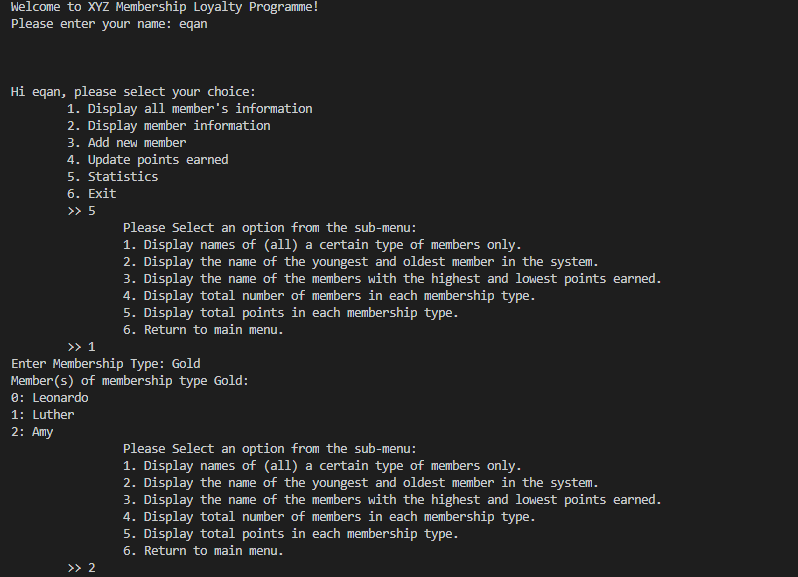 Welcome to XYZ Membership Loyalty Programme!
Please enter your name: eqan
Hi eqan, please select your choice:
1. Display all member's information
2. Display member information
3. Add new member
4. Update points earned
5. Statistics
6. Exit
>> 5
Please Select an option from the sub-menu:
1. Display names of (all) a certain type of members only.
2. Display the name of the youngest and oldest member in the system.
3. Display the name of the members with the highest and lowest points earned.
4. Display total number of members in each membership type.
5. Display total points in each membership type.
6. Return to main menu.
>> 1
Enter Membership Type: Gold
Member(s) of membership type Gold:
0: Leonardo
1: Luther
2: Amy
Please Select an option from the sub-menu:
1. Display names of (all) a certain type of members only.
2. Display the name of the youngest and oldest member in the system.
3. Display the name of the members with the highest and lowest points earned.
4. Display total number of members in each membership type.
5. Display total points in each membership type.
6. Return to main menu.
>> 2